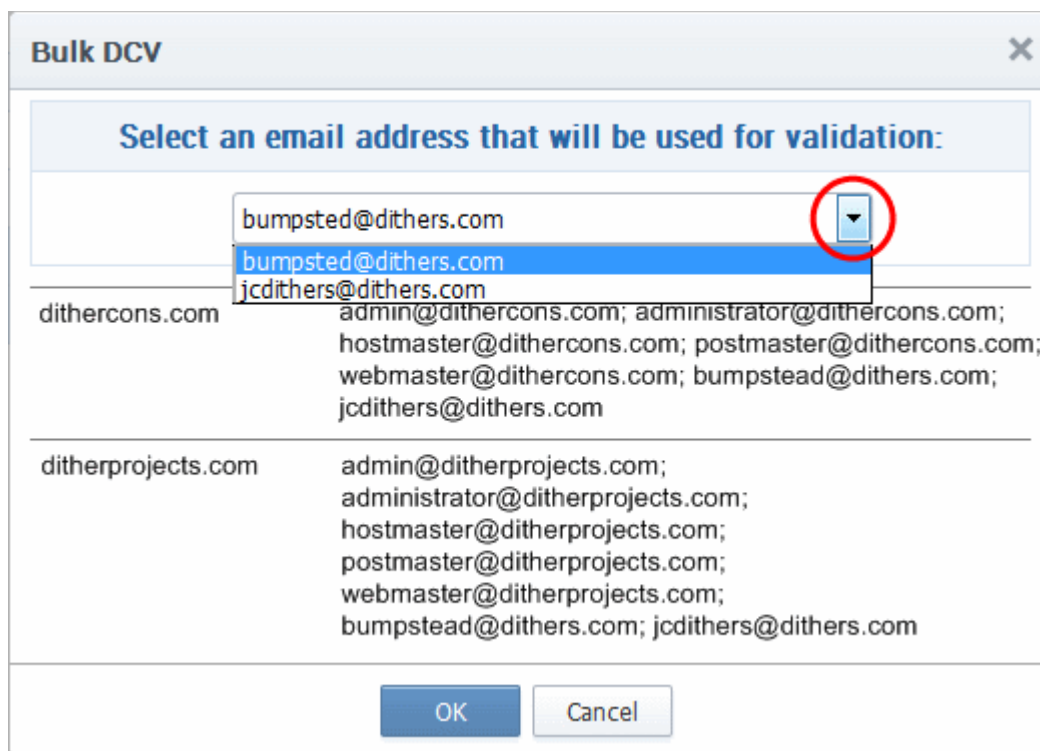 Bulk DCV
Select an email address that will be used for validation:
bumpsted@dithers.com
bumpsted@dithers.com
jcdithers@dithers.com
dithercons.com admin@dithercons.com; administrator@dithercons.com;
hostmaster@dithercons.com; postmaster@dithercons.com;
webmaster@dithercons.com; bumpstead@dithers.com;
jcdithers@dithers.com
ditherprojects.com admin@ditherprojects.com;
administrator@ditherprojects.com;
hostmaster@ditherprojects.com;
postmaster@ditherprojects.com;
webmaster@ditherprojects.com;
bumpstead@dithers.com; jcdithers@dithers.com
OK Cancel